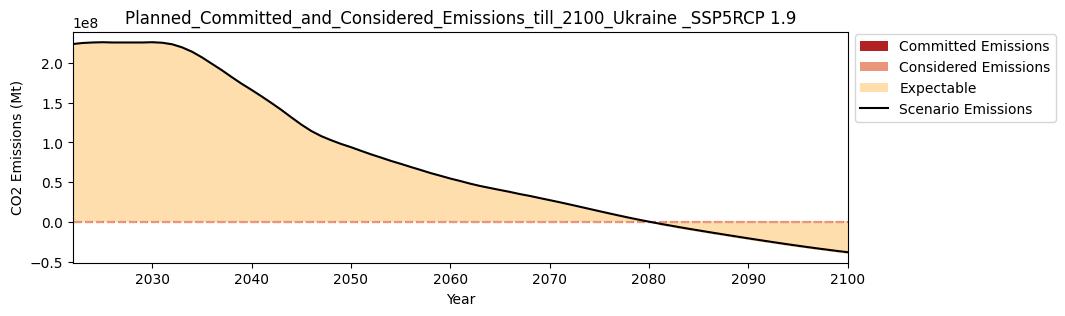 Planned_Committed_and_Considered_Emissions_till_2100_Ukraine _SSP5RCP 1.9
1e8
2.0
1.5
1.0
0.5
0.0
−0.5
CO2 Emissions (Mt)
2030 2040 2050 2060 2070 2080 2090 2100
Year
Committed Emissions
Considered Emissions
Expectable
Scenario Emissions